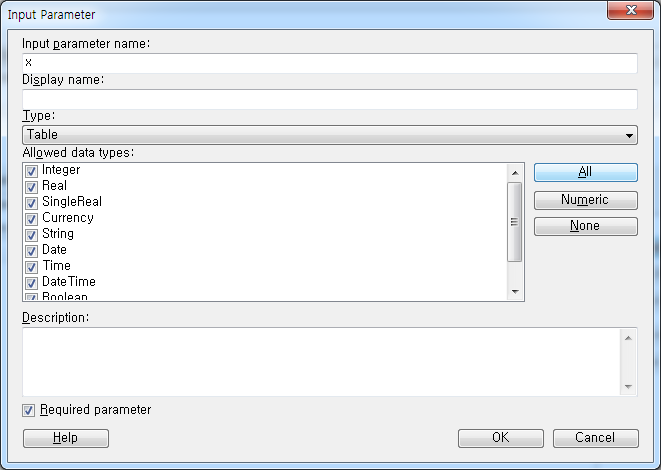 Input Parameter
Input parameter name:
x
Display name:
Type:
Table
Allowed data types:
Integer
Real
SingleReal
Currency
String
Date
Time
DateTime
Boolean
All
Numeric
None
Description:
Required parameter
Help
OK
Cancel